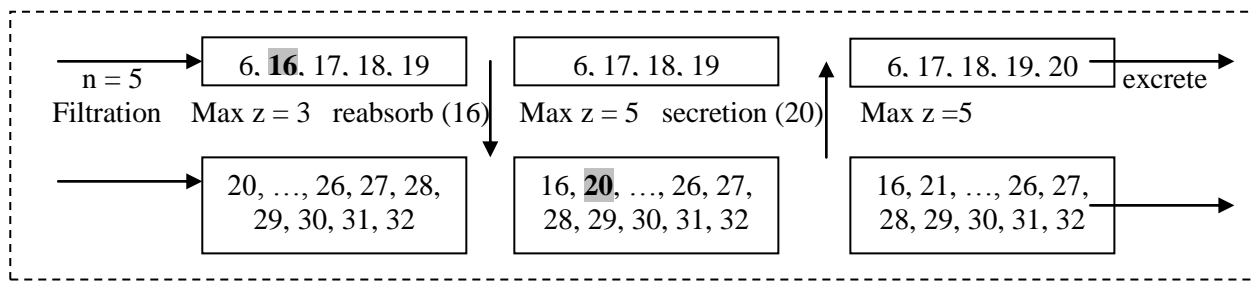 6, 16, 17, 18, 19
6, 17, 18, 19
6, 17, 18, 19, 20
n = 5
excrete
Filtration
Max z = 3 reabsorb (16)
Max z = 5 secretion (20)
Max z =5
20, …, 26, 27, 28,
29, 30, 31, 32
16, 20, …, 26, 27,
28, 29, 30, 31, 32
16, 21, …, 26, 27,
28, 29, 30, 31, 32